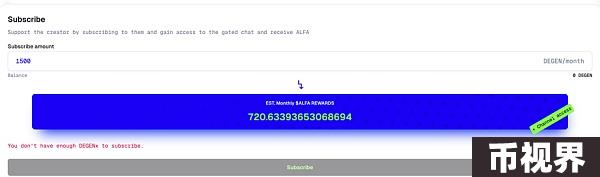 Subscribe
Support the creator by subscribing to them and gain access to the gated chat and receive ALFA
Subscribe amount
1500 DEGEN/month
Balance 0 DEGEN
EST. Monthly $ALFA REWARDS
720.63393653068694
+ Channel access
You don't have enough DEGENx to subscribe.
Subscribe
币视界